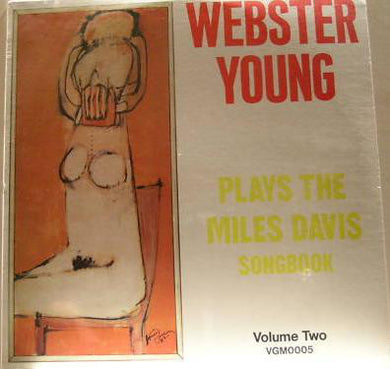 WEBSTER
YOUNG
PLAYS THE
MILES DAVIS
SONGBOOK
Volume Two
VGM0005